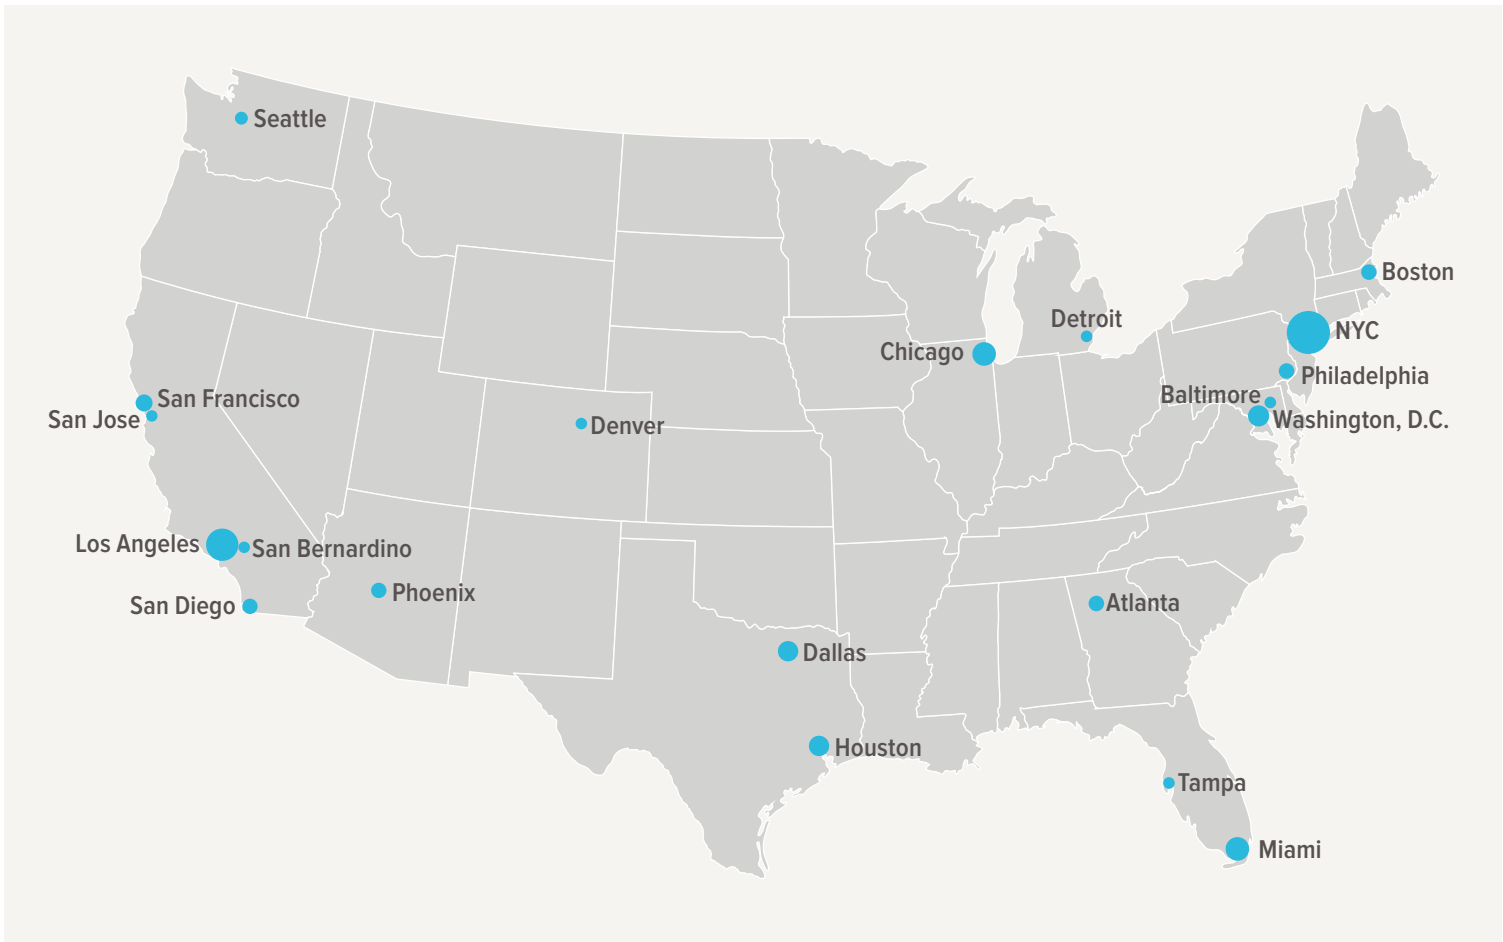 Seattle
Boston
Detroit
NYC
Chicago
Philadelphia
Baltimore
San Francisco
San Jose
Washington, D.C.
Denver
Los Angeles
San Bernardino
Phoenix
San Diego
Atlanta
Dallas
Houston
Tampa
Miami